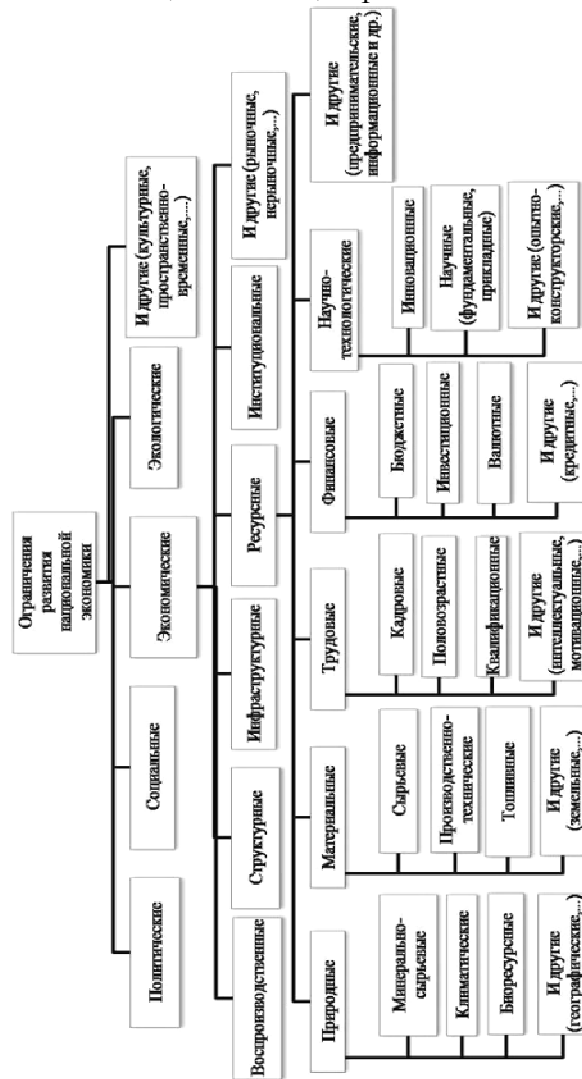 Ограничения
развития
национальной
экономики
Политические
Социальные
Экономические
Экологические
И другие (культурные,
пространственно-
временные,....)
Воспроизводственные
Структурные
Инфраструктурные
Ресурсные
Институциональные
И другие (рыночные,
нерыночные,...)
Природные
Минерально-
сырьевые
Климатические
Биоресурсные
И другие
(географические,...)
Материальные
Сырьевые
Производственно-
технические
Топливные
И другие
(земельные,...)
Трудовые
Кадровые
Половозрастные
Квалификационные
И другие
(интеллектуальные,
мотивационные,...)
Финансовые
Бюджетные
Инвестиционные
Валютные
И другие
(кредитные,...)
Научно-
технологические
Инновационные
Научные
(фундаментальные,
прикладные)
И другие (опытно-
конструкторские,...)
И другие
(предпринимательские,
информационные и др.)